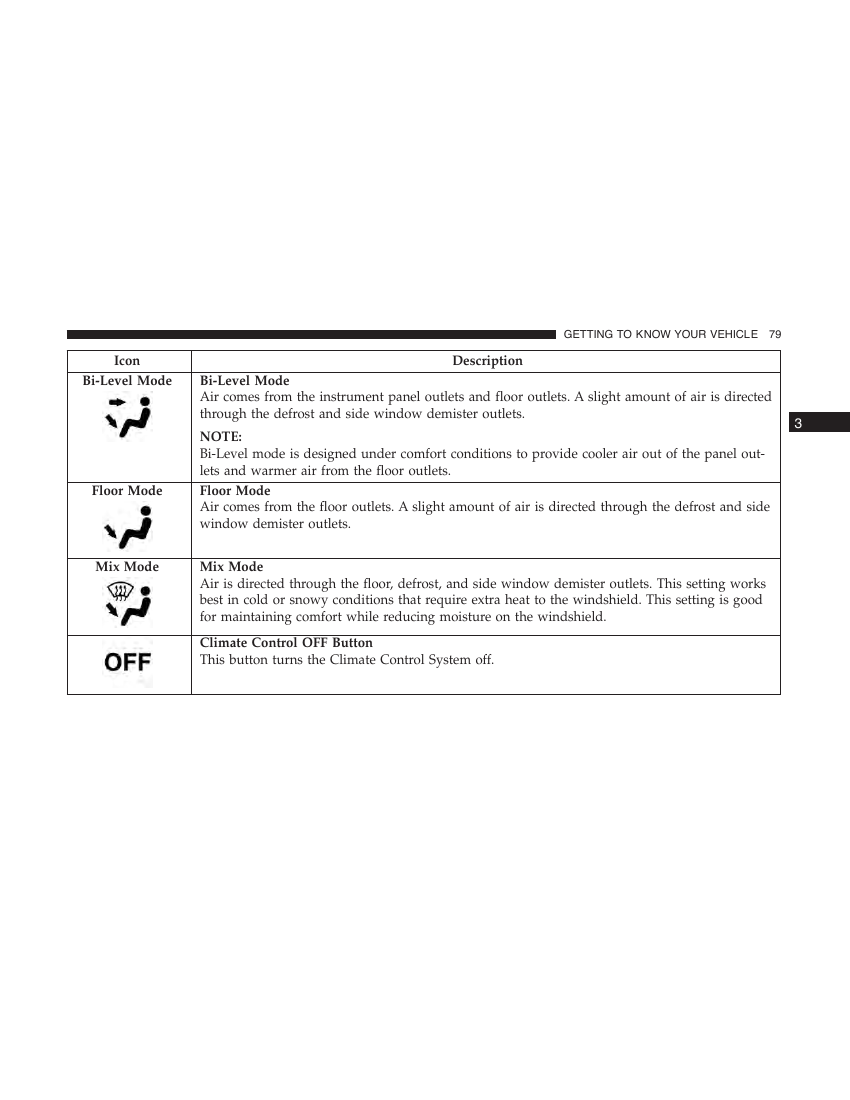 GETTING TO KNOW YOUR VEHICLE 79
Icon Description
Bi-Level Mode
Bi-Level Mode
Air comes from the instrument panel outlets and floor outlets. A slight amount of air is directed
through the defrost and side window demister outlets.
NOTE:
Bi-Level mode is designed under comfort conditions to provide cooler air out of the panel out-
lets and warmer air from the floor outlets.
3
Floor Mode
Floor Mode
Air comes from the floor outlets. A slight amount of air is directed through the defrost and side
window demister outlets.
Mix Mode
Mix Mode
Air is directed through the floor, defrost, and side window demister outlets. This setting works
best in cold or snowy conditions that require extra heat to the windshield. This setting is good
for maintaining comfort while reducing moisture on the windshield.
OFF
Climate Control OFF Button
This button turns the Climate Control System off.